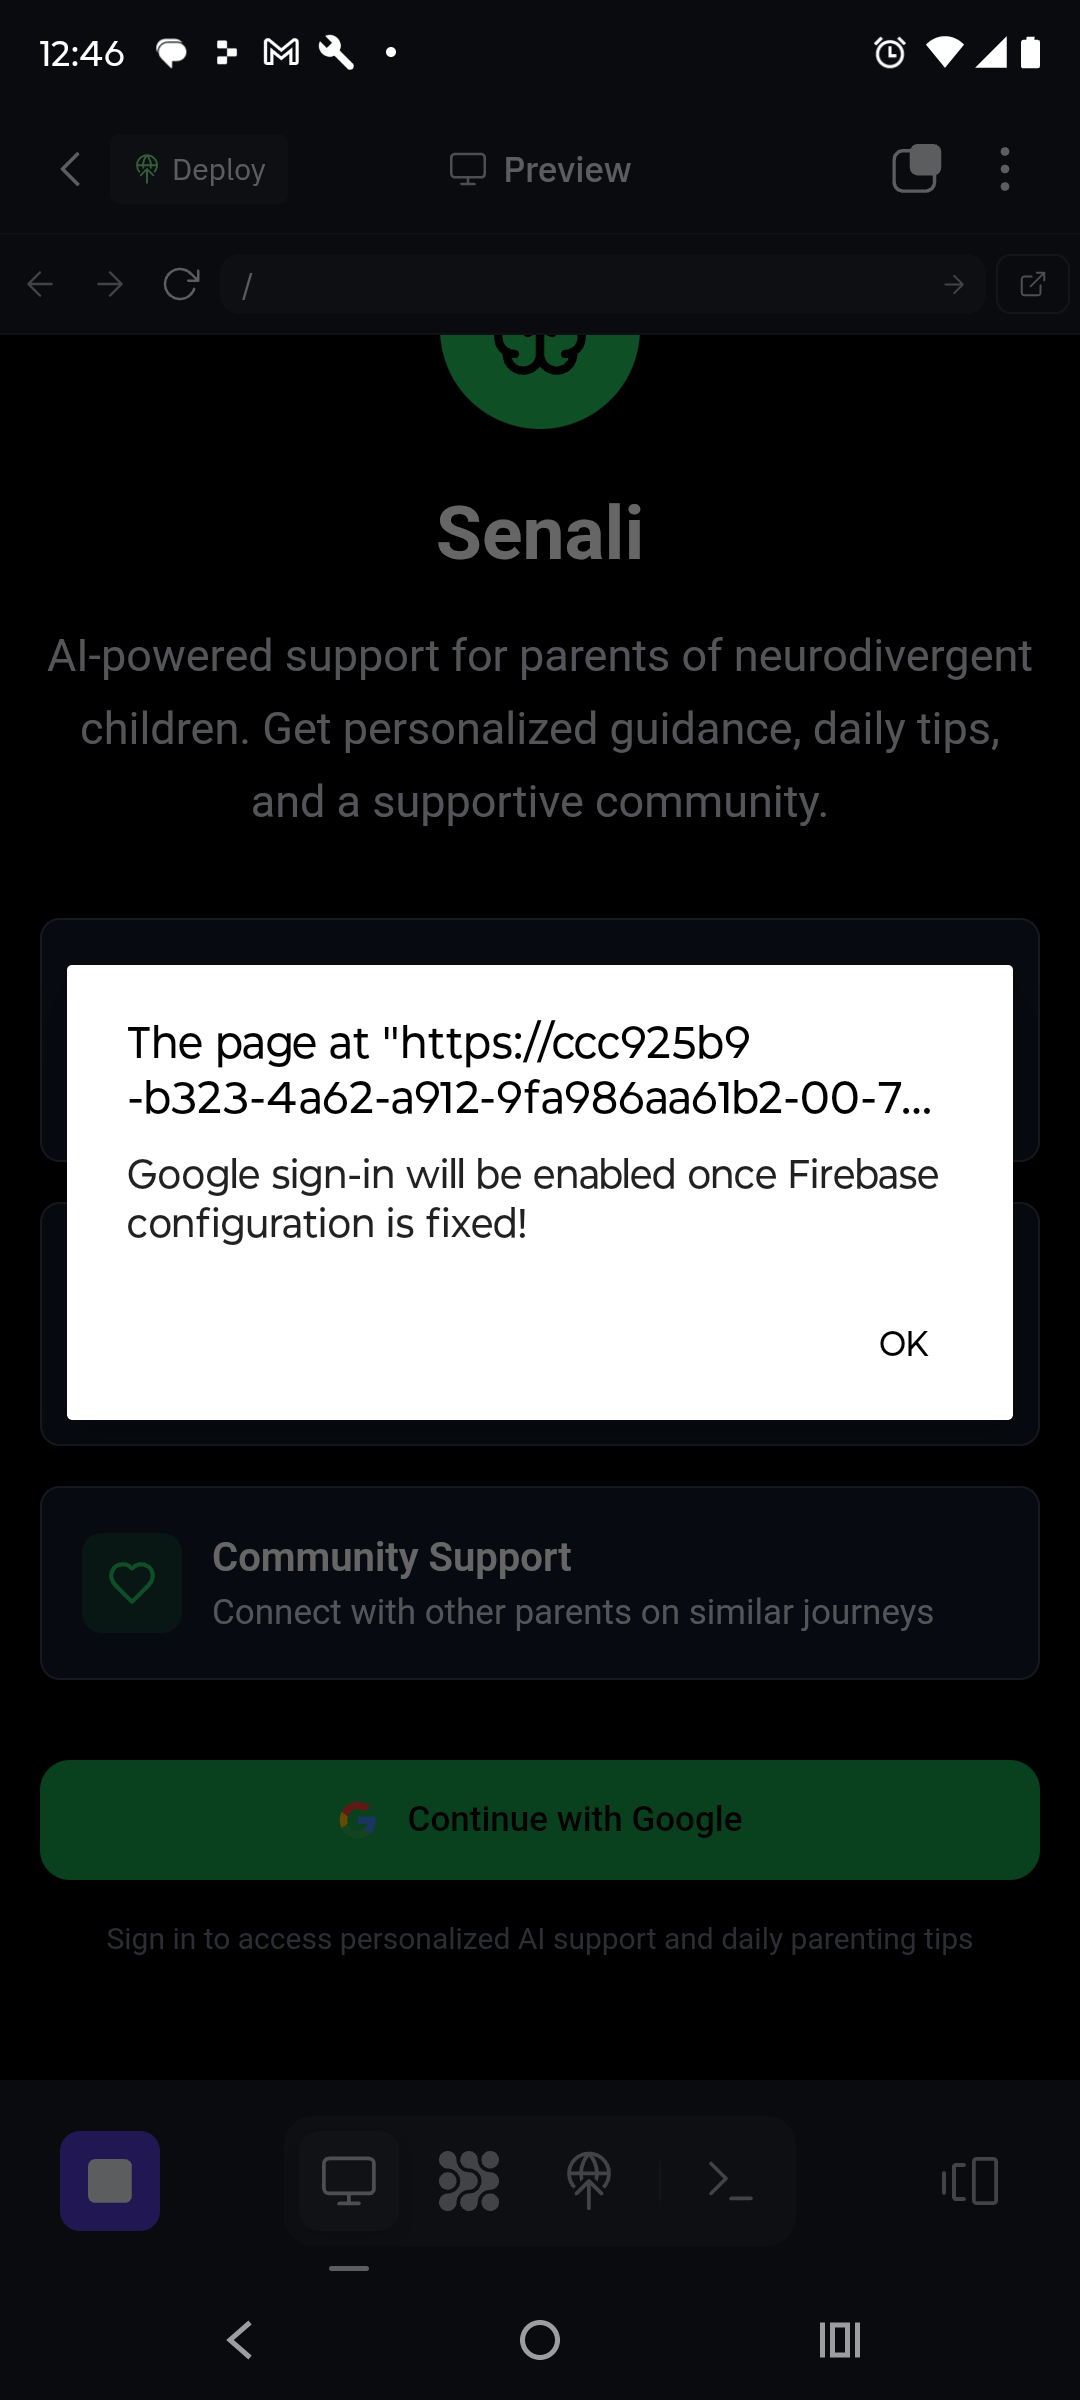 12:46
Deploy
Preview
/
Senali
AI-powered support for parents of neurodivergent
children. Get personalized guidance, daily tips,
and a supportive community.
The page at "https://ccc925b9
-b323-4a62-a912-9fa986aa61b2-00-7...
Google sign-in will be enabled once Firebase
configuration is fixed!
OK
Community Support
Connect with other parents on similar journeys
Continue with Google
Sign in to access personalized AI support and daily parenting tips